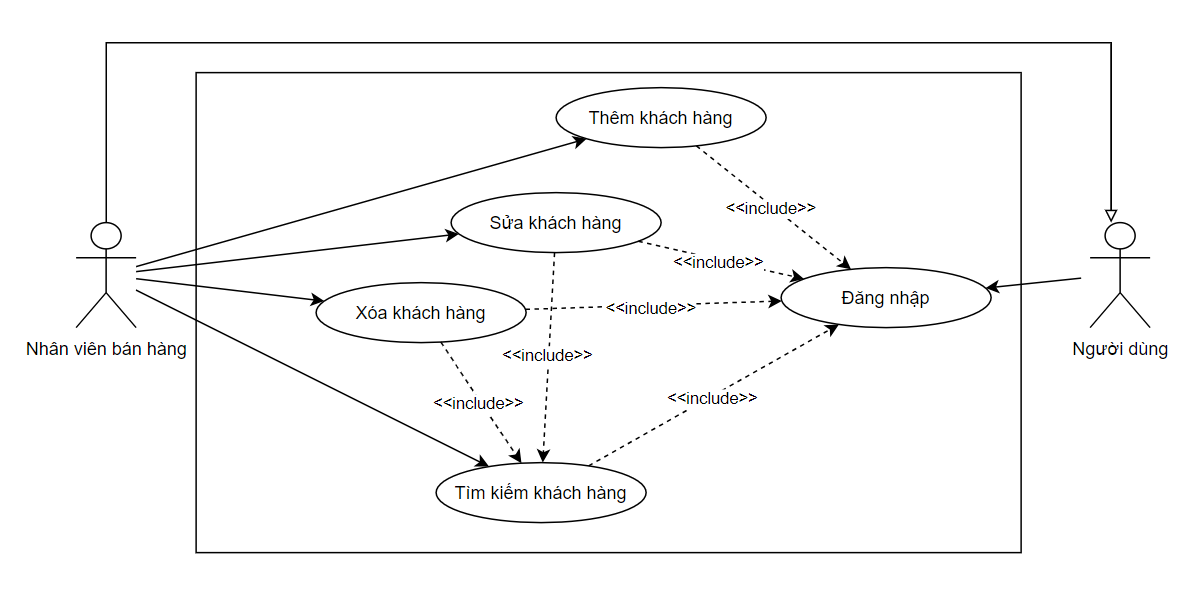 Thêm khách hàng
<<include>>
Sửa khách hàng
<<include>>
Đăng nhập
Xóa khách hàng
<<include>>
Nhân viên bán hàng
Người dùng
<<include>>
<<include>>
<<include>>
Tìm kiếm khách hàng